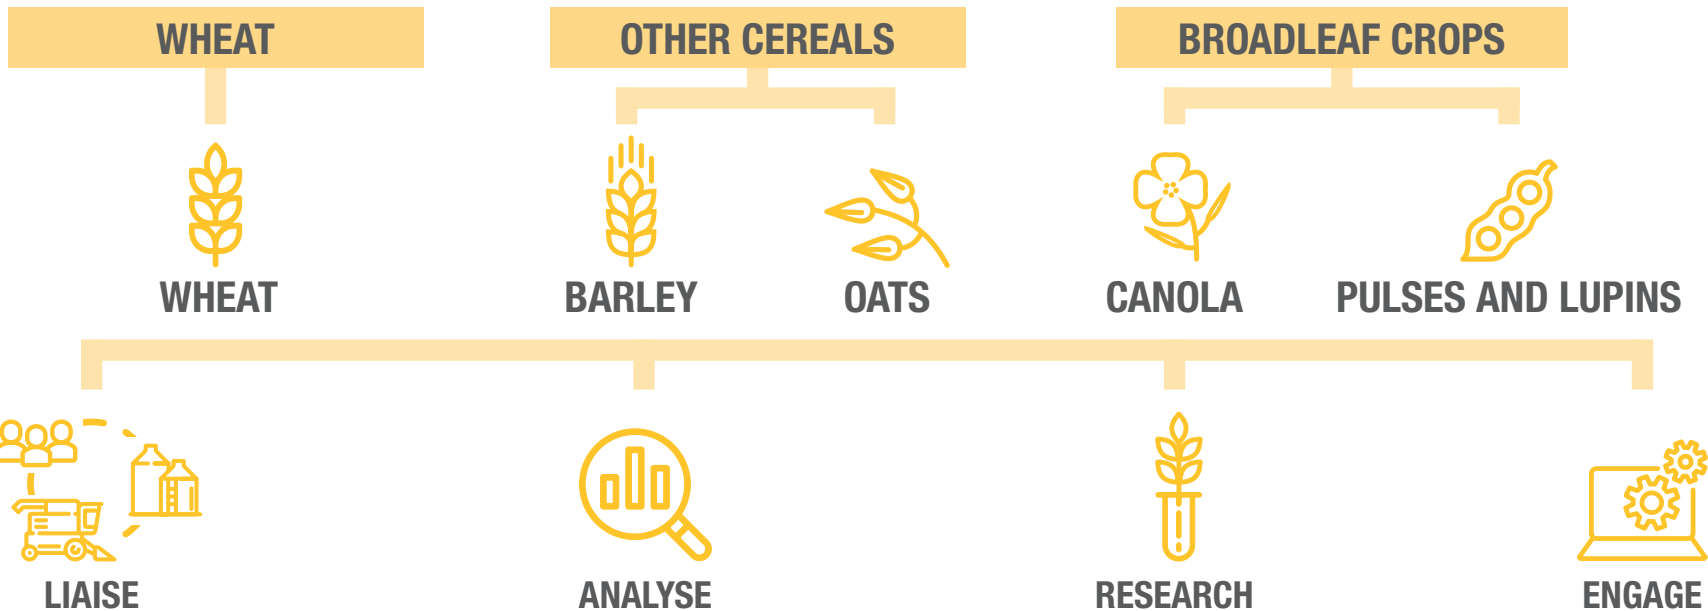 WHEAT
OTHER CEREALS
BROADLEAF CROPS
WHEAT
BARLEY
OATS
CANOLA
PULSES AND LUPINS
LIAISE
ANALYSE
RESEARCH
ENGAGE